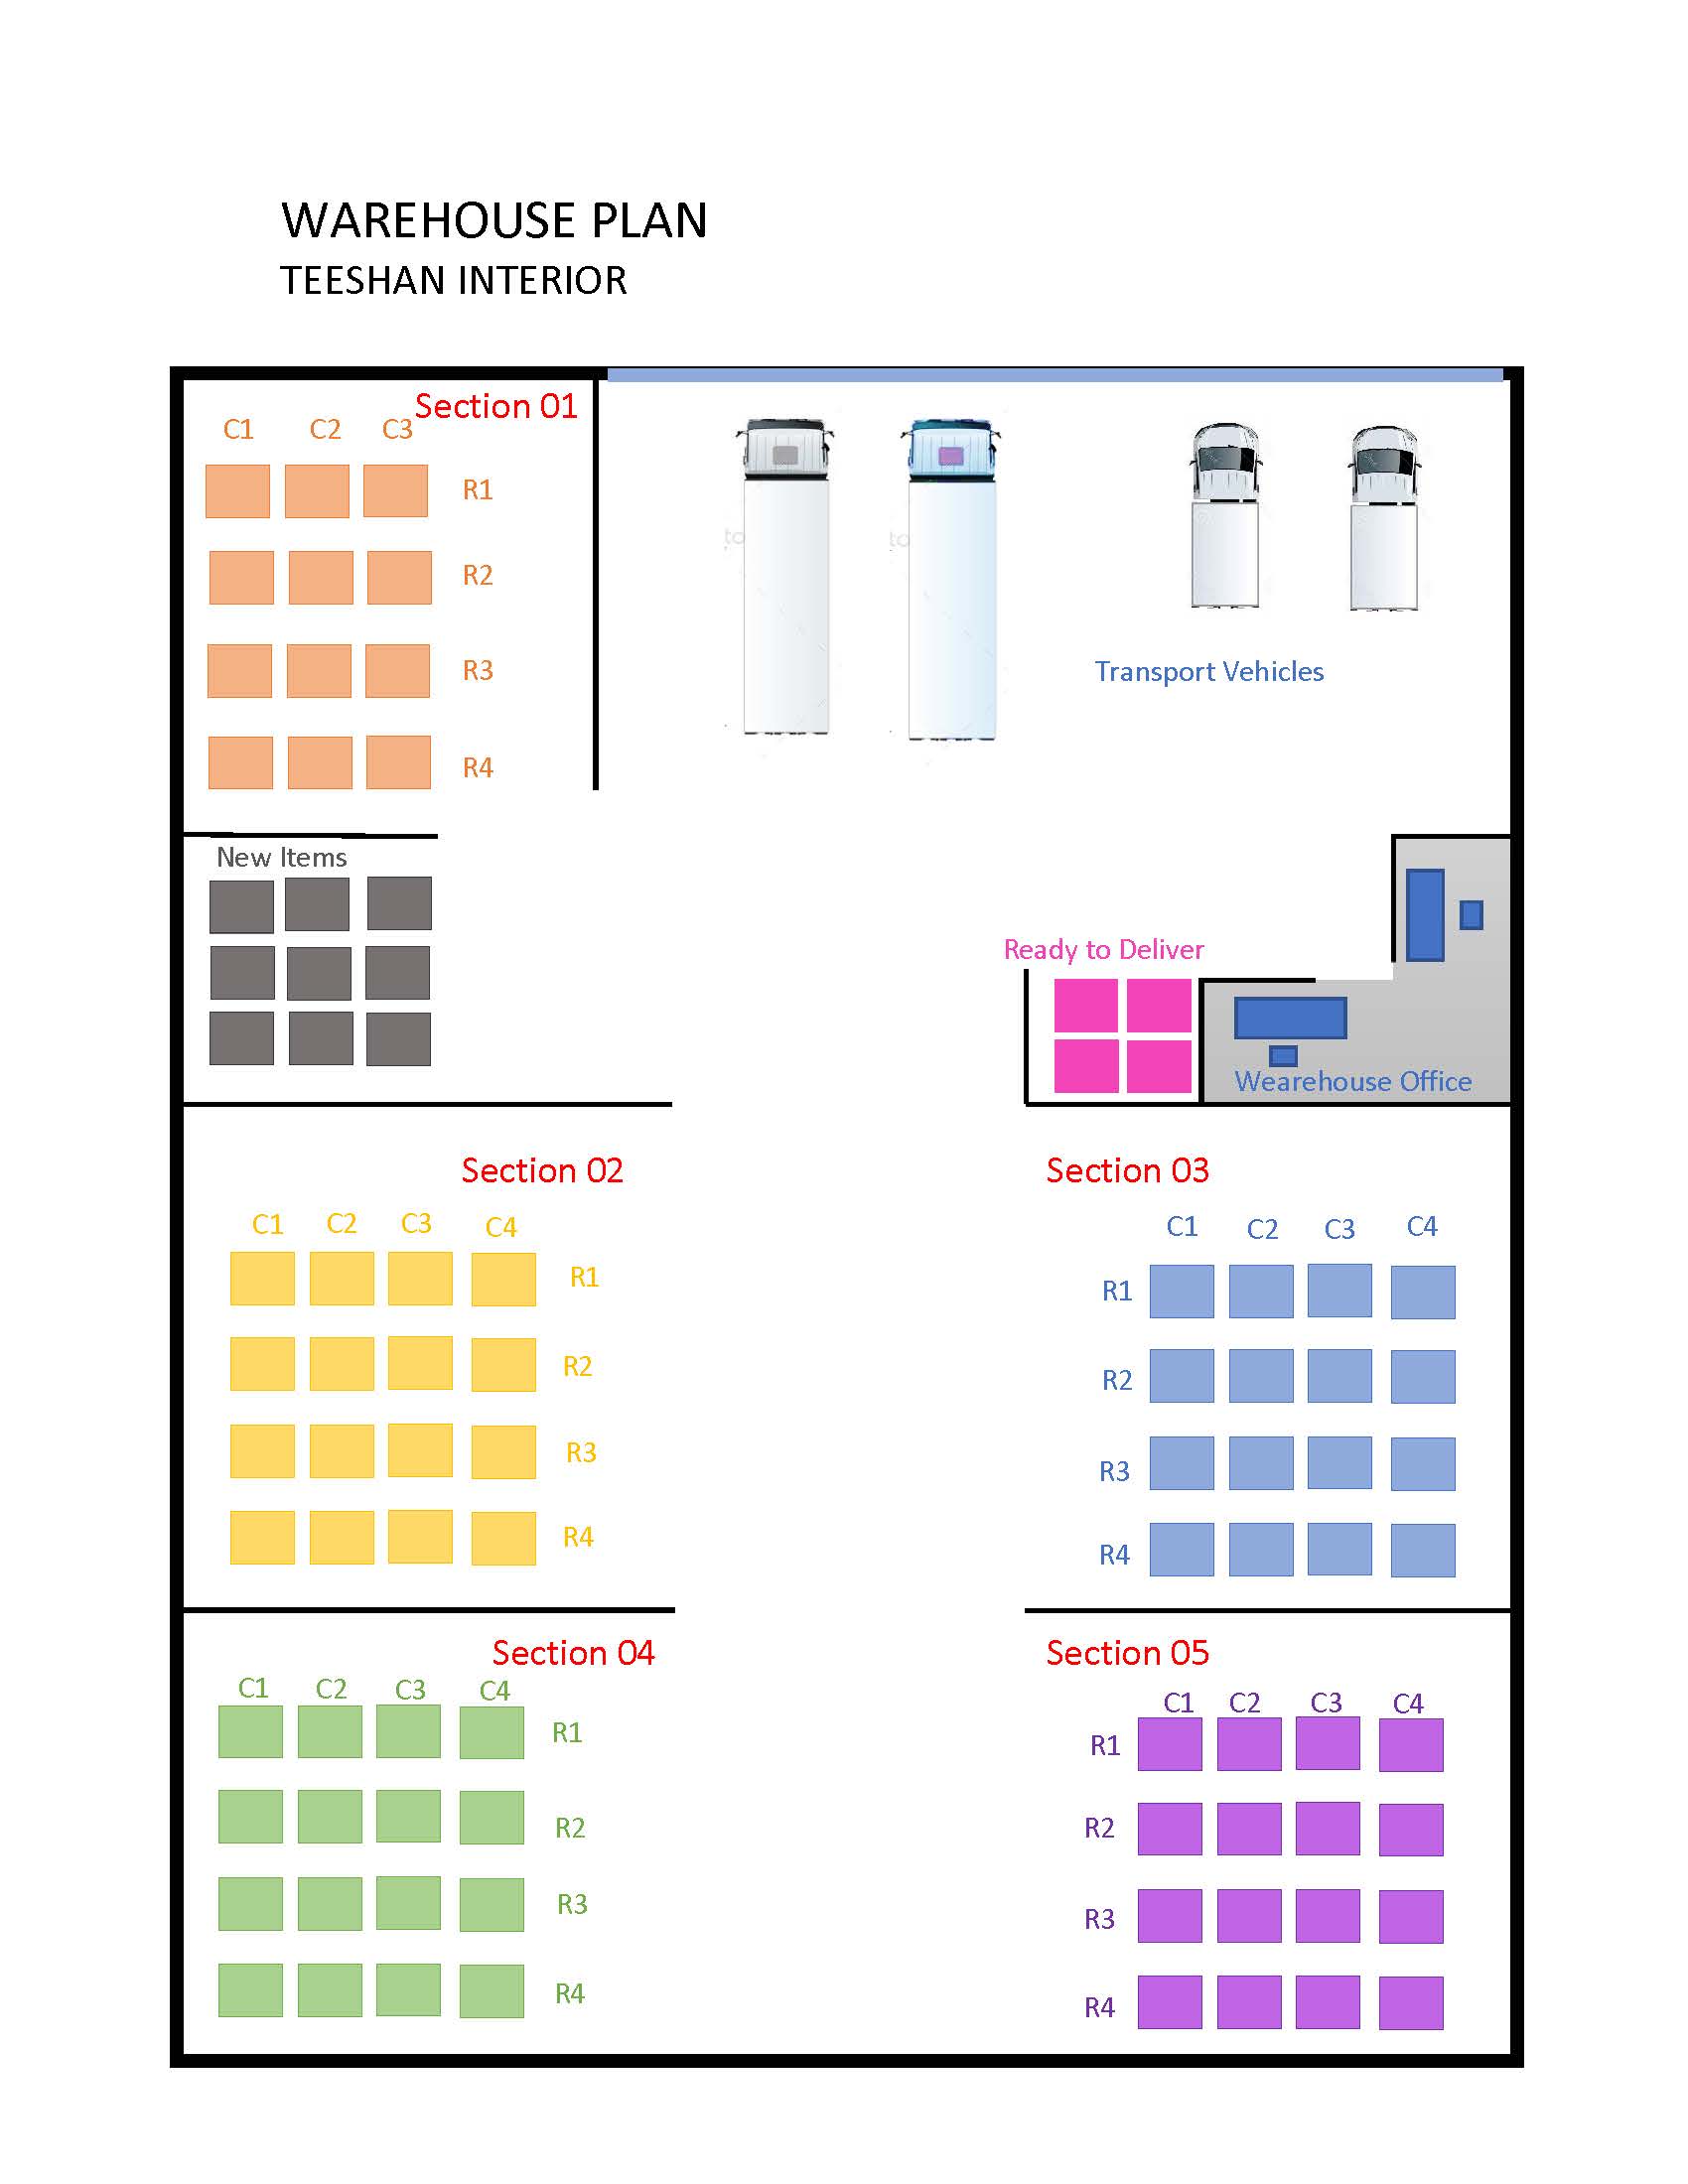 WAREHOUSE PLAN
TEESHAN INTERIOR
Section 01
C1 C2 C3
R1
R2
R3
R4
to
to
Transport Vehicles
New Items
Ready to Deliver
Wearehouse Office
Section 02
C1 C2 C3 C4
R1
R2
R3
R4
Section 03
C1 C2 C3 C4
R1
R2
R3
R4
Section 04
C1 C2 C3 C4
R1
R2
R3
R4
Section 05
C1 C2 C3 C4
R1
R2
R3
R4